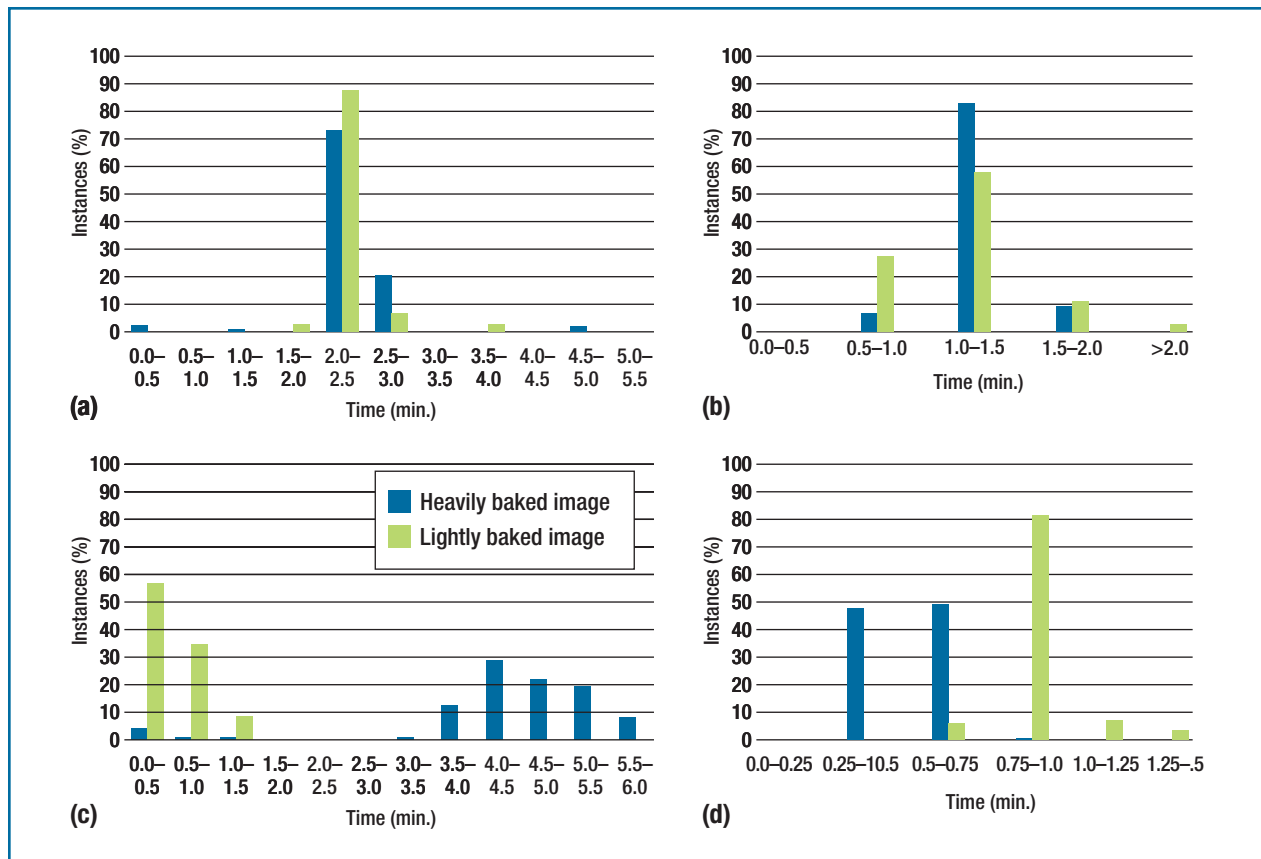 100
90
80
70
60
50
40
30
20
10
0
Instances (%)
0.0– 0.5– 1.0– 1.5– 2.0– 2.5– 3.0– 3.5– 4.0– 4.5– 5.0–
0.5 1.0 1.5 2.0 2.5 3.0 3.5 4.0 4.5 5.0 5.5
Time (min.)
(a)
100
90
80
70
60
50
40
30
20
10
0
Instances (%)
0.0–0.5 0.5–1.0 1.0–1.5 1.5–2.0 >2.0
Time (min.)
(b)
100
90
80
70
60
50
40
30
20
10
0
Instances (%)
Heavily baked image
Lightly baked image
0.0– 0.5– 1.0– 1.5– 2.0– 2.5– 3.0– 3.5– 4.0– 4.5– 5.0– 5.5–
0.5 1.0 1.5 2.0 2.5 3.0 3.5 4.0 4.5 5.0 5.5 6.0
Time (min.)
(c)
100
90
80
70
60
50
40
30
20
10
0
Instances (%)
0.0–0.25 0.25–10.5 0.5–0.75 0.75–1.0 1.0–1.25 1.25–.5
Time (min.)
(d)